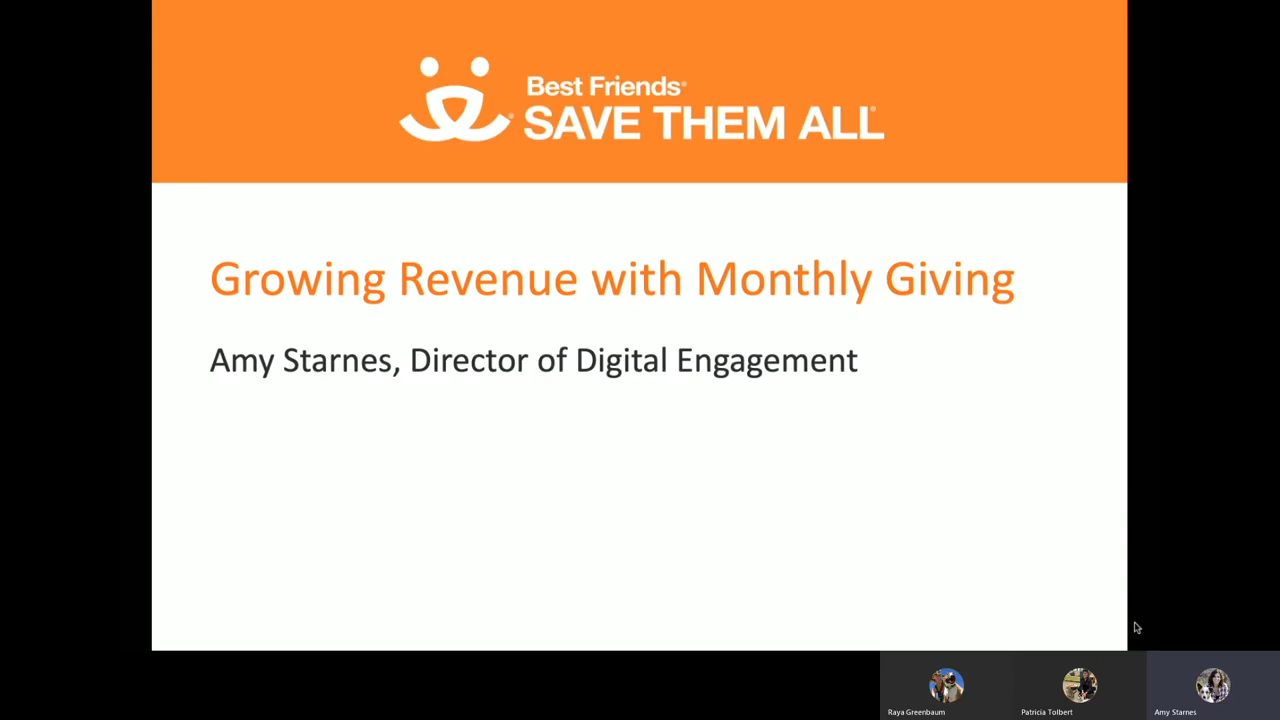 Best Friends®
SAVE THEM ALL®
Growing Revenue with Monthly Giving
Amy Starnes, Director of Digital Engagement
Raya Greenbaum
Patricia Tolbert
Amy Starnes